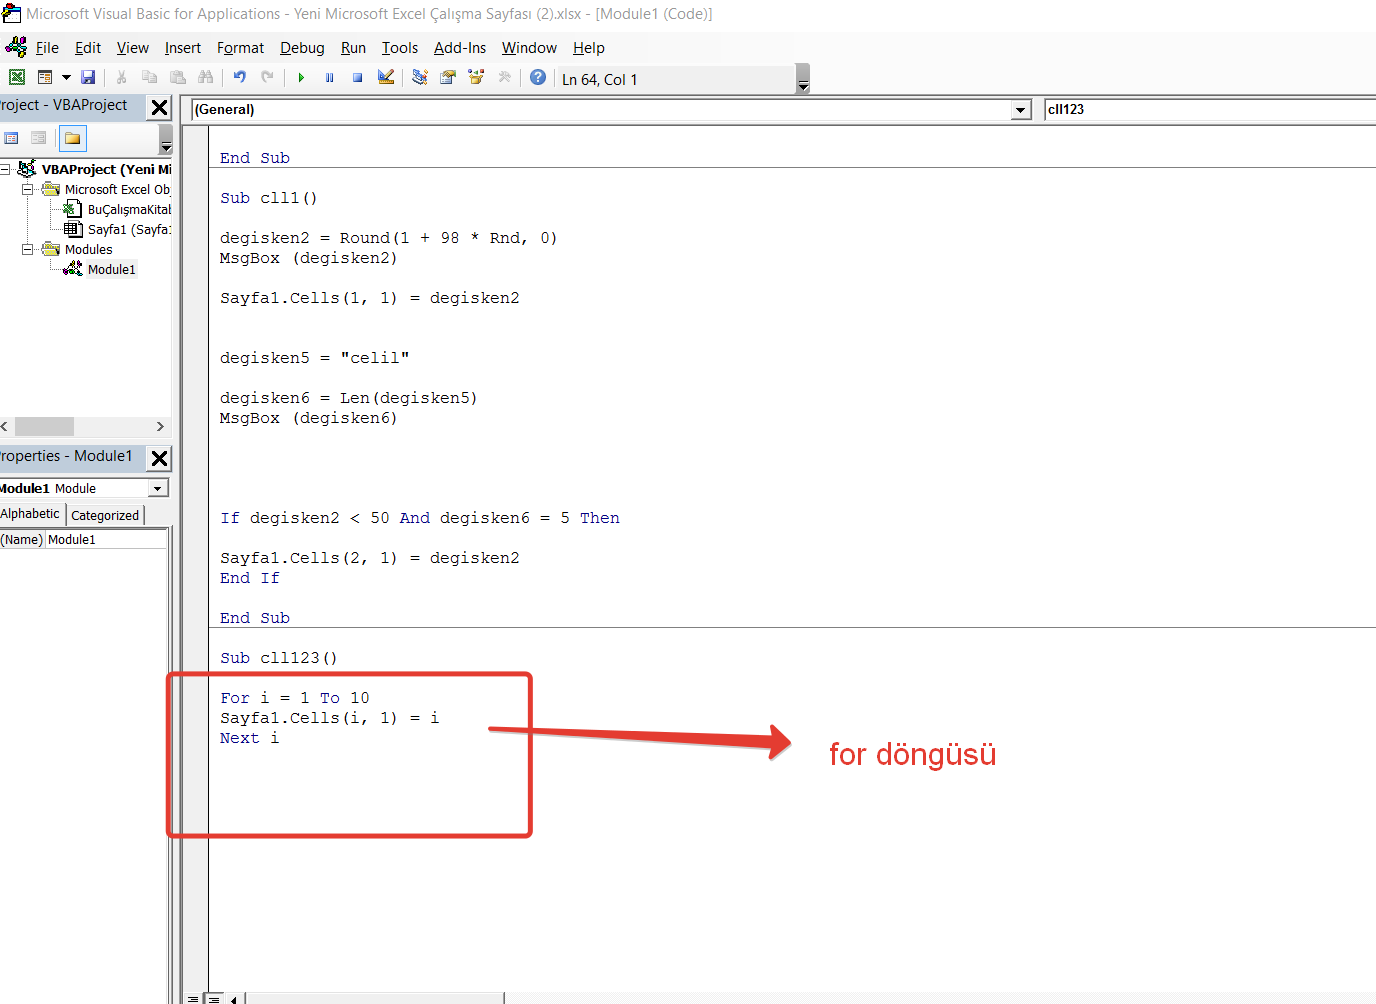 Microsoft Visual Basic for Applications - Yeni Microsoft Excel Çalışma Sayfası (2).xlsx - [Module1 (Code)]
File Edit View Insert Format Debug Run Tools Add-Ins Window Help
Ln 64, Col 1
roject - VBAProject
(General)
cll123
VBAProject (Yeni Mi
Microsoft Excel Ob
BuÇalışmaKitab
Sayfa1 (Sayfa1
Modules
Module1
roperties - Module1
Module1 Module
Alphabetic Categorized
(Name) Module1
End Sub
Sub cll1()
degisken2 = Round(1 + 98 * Rnd, 0)
MsgBox (degisken2)
Sayfa1.Cells(1, 1) = degisken2
degisken5 = "celil"
degisken6 = Len(degisken5)
MsgBox (degisken6)
If degisken2 < 50 And degisken6 = 5 Then
Sayfa1.Cells(2, 1) = degisken2
End If
End Sub
Sub cll123()
For i = 1 To 10
Sayfa1.Cells(i, 1) = i
Next i
for döngüsü